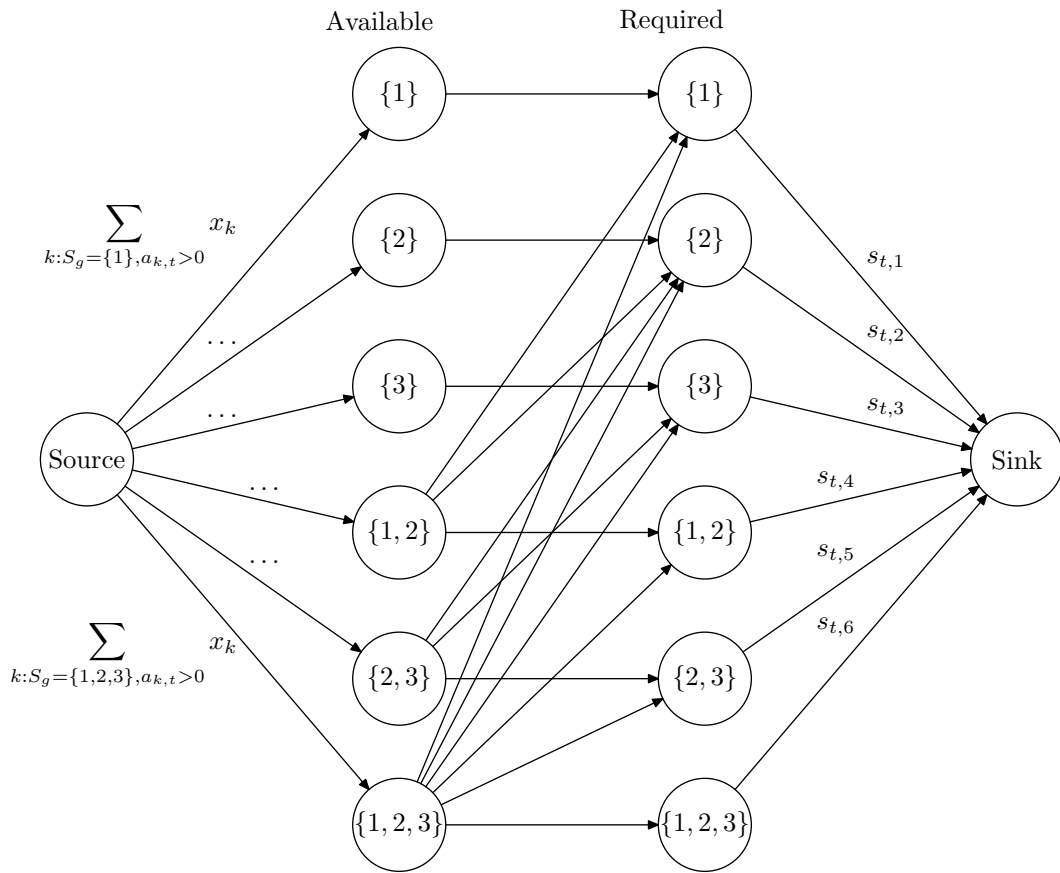 Available
Required
{1}
{1}
∑ x_k
k:S_g={1},a_{k,t}>0
{2}
{2}
s_{t,1}
...
s_{t,2}
{3}
{3}
...
s_{t,3}
Source
Sink
...
s_{t,4}
{1, 2}
{1, 2}
...
s_{t,5}
∑ x_k
k:S_g={1,2,3},a_{k,t}>0
s_{t,6}
{2, 3}
{2, 3}
{1, 2, 3}
{1, 2, 3}